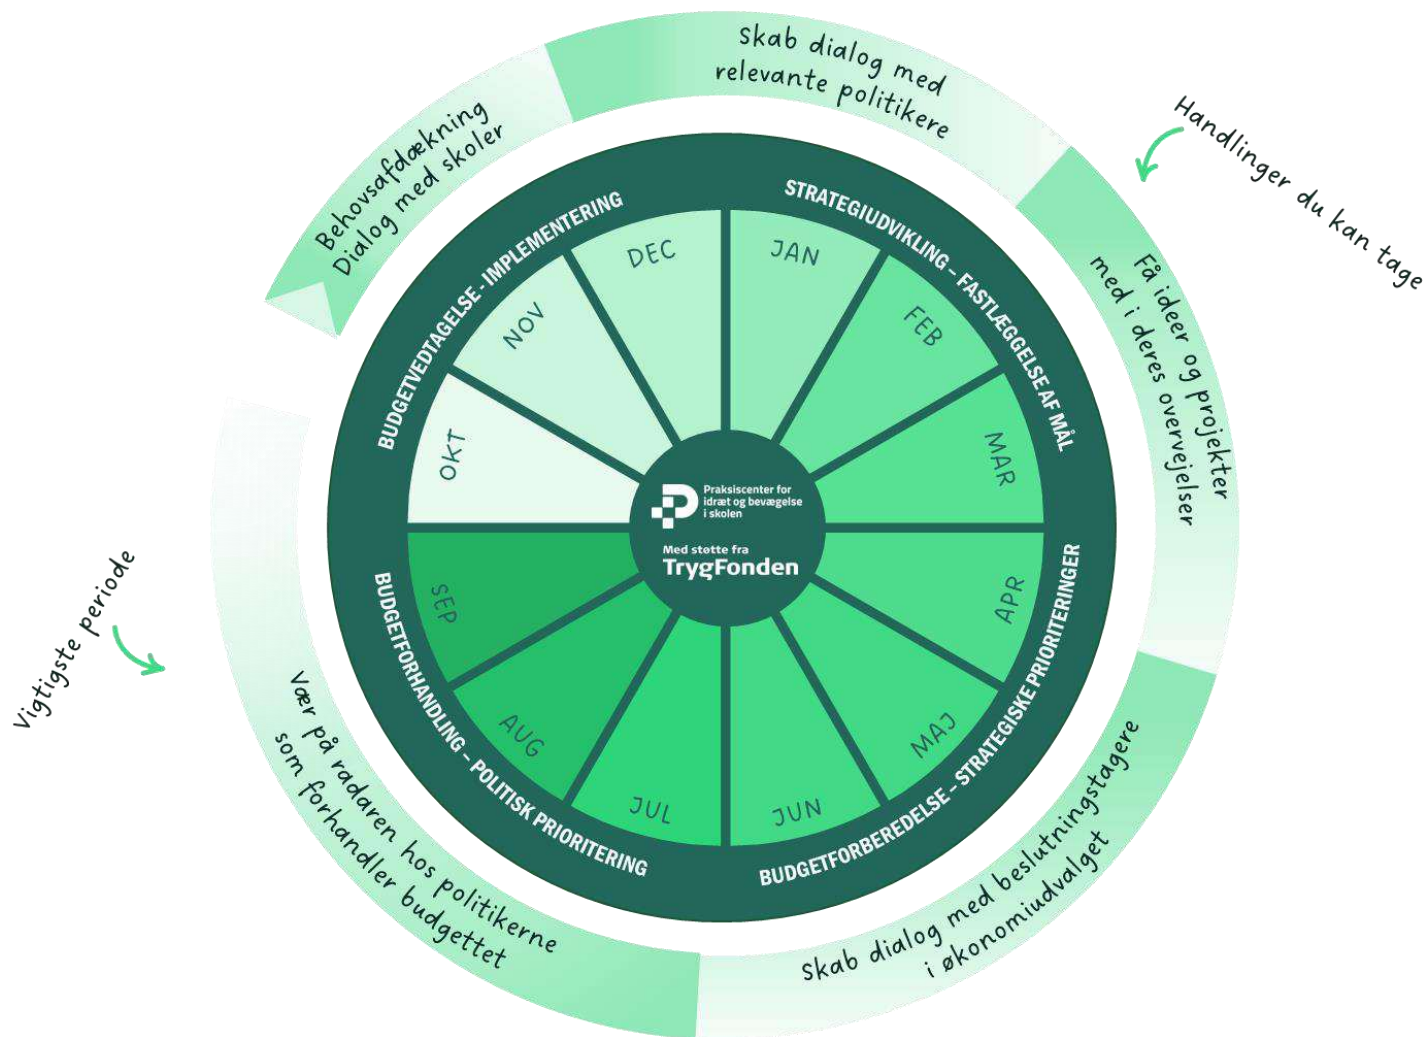 Skab dialog med
relevante politikere
Handlinger du kan tage
Få ideer og projekter
med i deres overvejelser
Skab dialog med beslutningstagere
i økonomiudvalget
Vær på radaren hos politikerne
som forhandler budgettet
Vigtigste periode
Behovsafdækning
Dialog med skoler
STRATEGIUDVIKLING – FASTLÆGGELSE AF MÅL
BUDGETFORBEREDELSE – STRATEGISKE PRIORITERINGER
BUDGETFORHANDLING – POLITISK PRIORITERING
BUDGETVEDTAGELSE - IMPLEMENTERING
JAN
FEB
MAR
APR
MAJ
JUN
JUL
AUG
SEP
OKT
NOV
DEC
Praksiscenter for
idræt og bevægelse
i skolen
Med støtte fra
TrygFonden